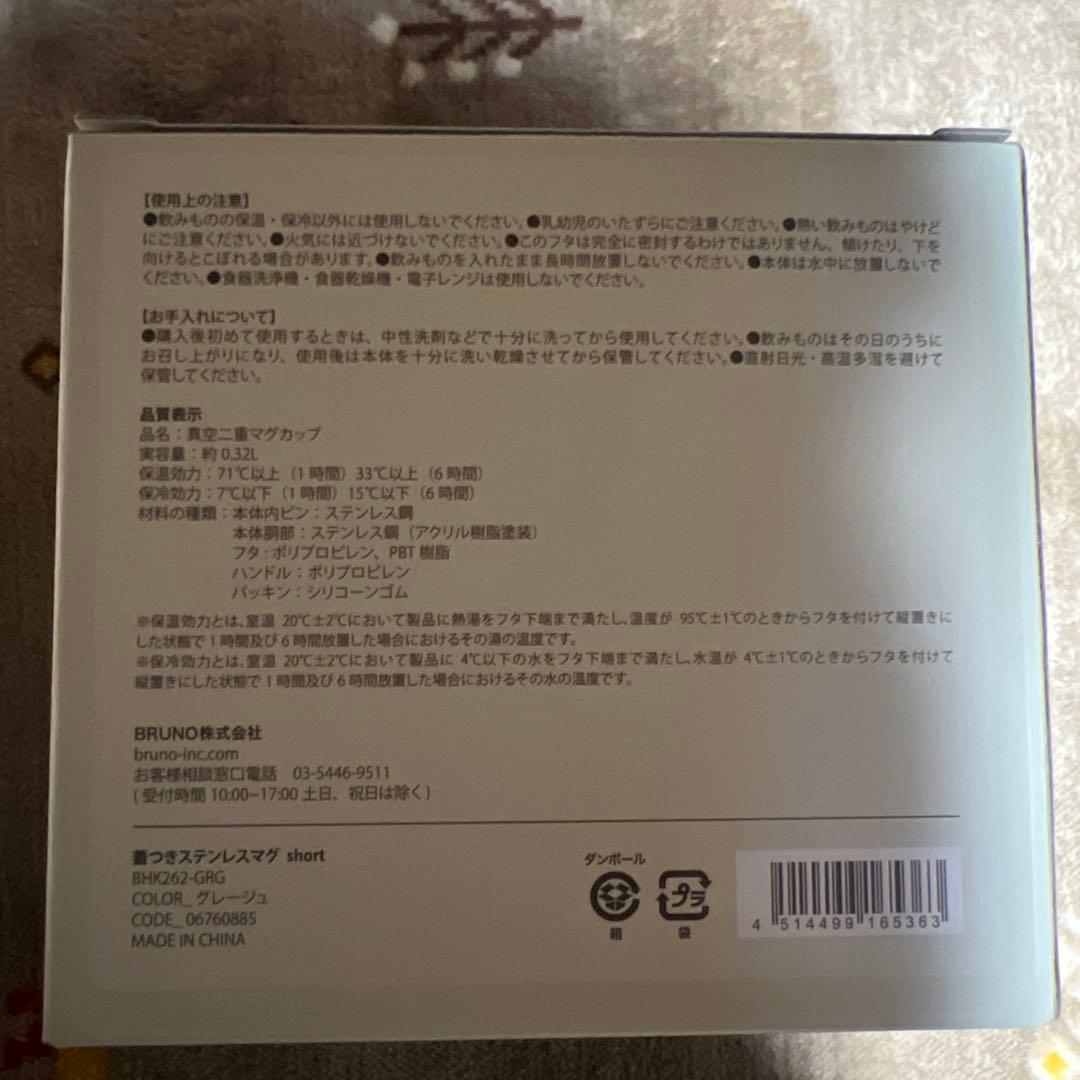 【使用上の注意】
●飲みものの保温・保冷以外には使用しないでください。●乳幼児のいたずらにご注意ください。●熱い飲みものはやけど
にご注意ください。●火気には近づけないでください。●このフタは完全に密封するわけではありません。傾けたり、下を
向けるとこぼれる場合があります。●飲みものを入れたまま長時間放置しないでください。●本体は水中に放置しないで
ください。●食器洗浄機・食器乾燥機・電子レンジは使用しないでください。
【お手入れについて】
●購入後初めて使用するときは、中性洗剤などで十分に洗ってから使用してください。●飲みものはその日のうちに
お召し上がりになり、使用後は本体を十分に洗い乾燥させてから保管してください。●直射日光・高温多湿を避けて
保管してください。
品質表示
品名：真空二重マグカップ
実容量：約 0.32L
保温効力：71℃以上（1 時間）33℃以上（6 時間）
保冷効力：7℃以下（1 時間）15℃以下（6 時間）
材料の種類：本体内ビン：ステンレス鋼
本体胴部：ステンレス鋼（アクリル樹脂塗装）
フタ：ポリプロピレン、PBT 樹脂
ハンドル：ポリプロピレン
パッキン：シリコーンゴム
※保温効力とは、室温 20℃±2℃において製品に熱湯をフタ下端まで満たし、温度が 95℃±1℃のときからフタを付けて縦置きに
した状態で 1 時間及び 6 時間放置した場合におけるその湯の温度です。
※保冷効力とは、室温 20℃±2℃において製品に 4℃以下の水をフタ下端まで満たし、水温が 4℃±1℃のときからフタを付けて
縦置きにした状態で 1 時間及び 6 時間放置した場合におけるその水の温度です。
BRUNO株式会社
bruno-inc.com
お客様相談窓口電話 03-5446-9511
( 受付時間 10:00~17:00 土日、祝日は除く)
蓋つきステンレスマグ short
BHK262-GRG
COLOR_ グレージュ
CODE_ 06760885
MADE IN CHINA
ダンボール
箱
プラ
袋
4 514499 165363